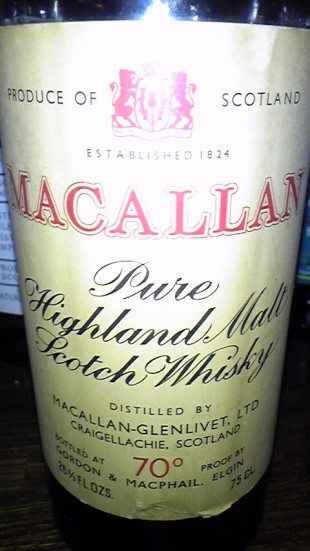 PRODUCE OF SCOTLAND
ESTABLISHED 1824
MACALLAN
Pure
Highland Malt
Scotch Whisky
DISTILLED BY
MACALLAN-GLENLIVET, LTD
CRAIGELLACHIE, SCOTLAND
BOTTLED AT 70° PROOF BY
GORDON & MACPHAIL, ELGIN
26⅔ FL.OZS. 75 CL.